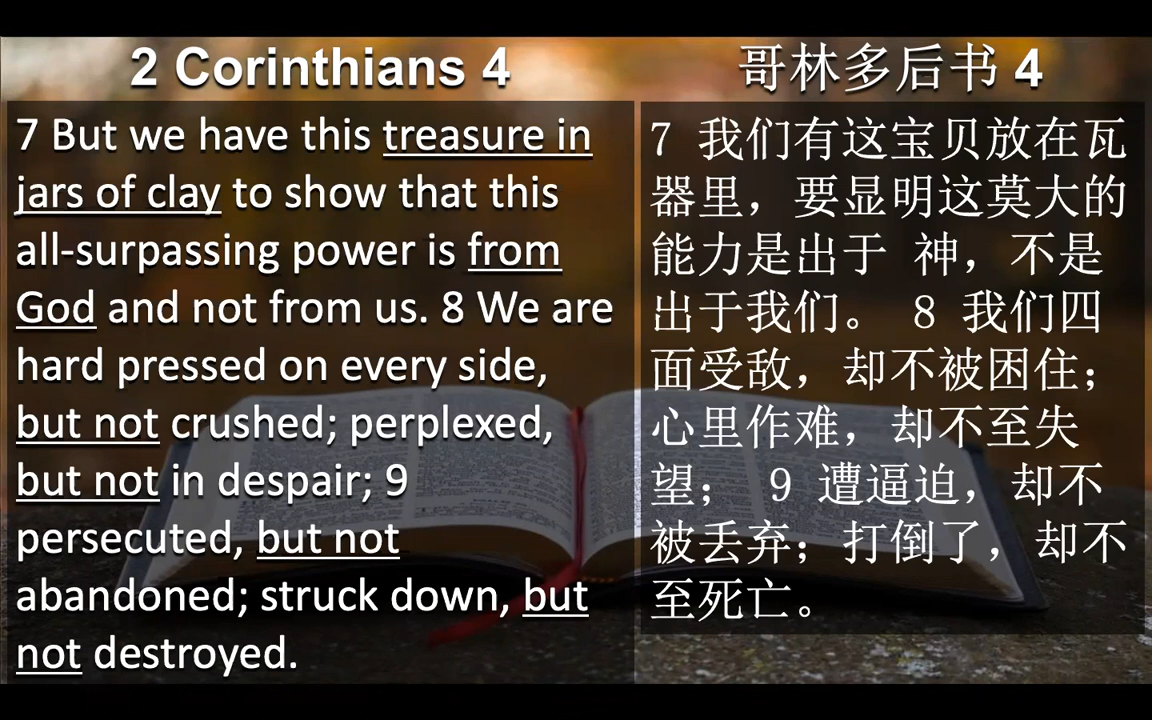 2 Corinthians 4
7 But we have this treasure in
jars of clay to show that this
all-surpassing power is from
God and not from us. 8 We are
hard pressed on every side,
but not crushed; perplexed,
but not in despair; 9
persecuted, but not
abandoned; struck down, but
not destroyed.
哥林多后书 4
7 我们有这宝贝放在瓦
器里，要显明这莫大的
能力是出于 神，不是
出于我们。 8 我们四
面受敌，却不被困住；
心里作难，却不至失
望； 9 遭逼迫，却不
被丢弃；打倒了，却不
至死亡。